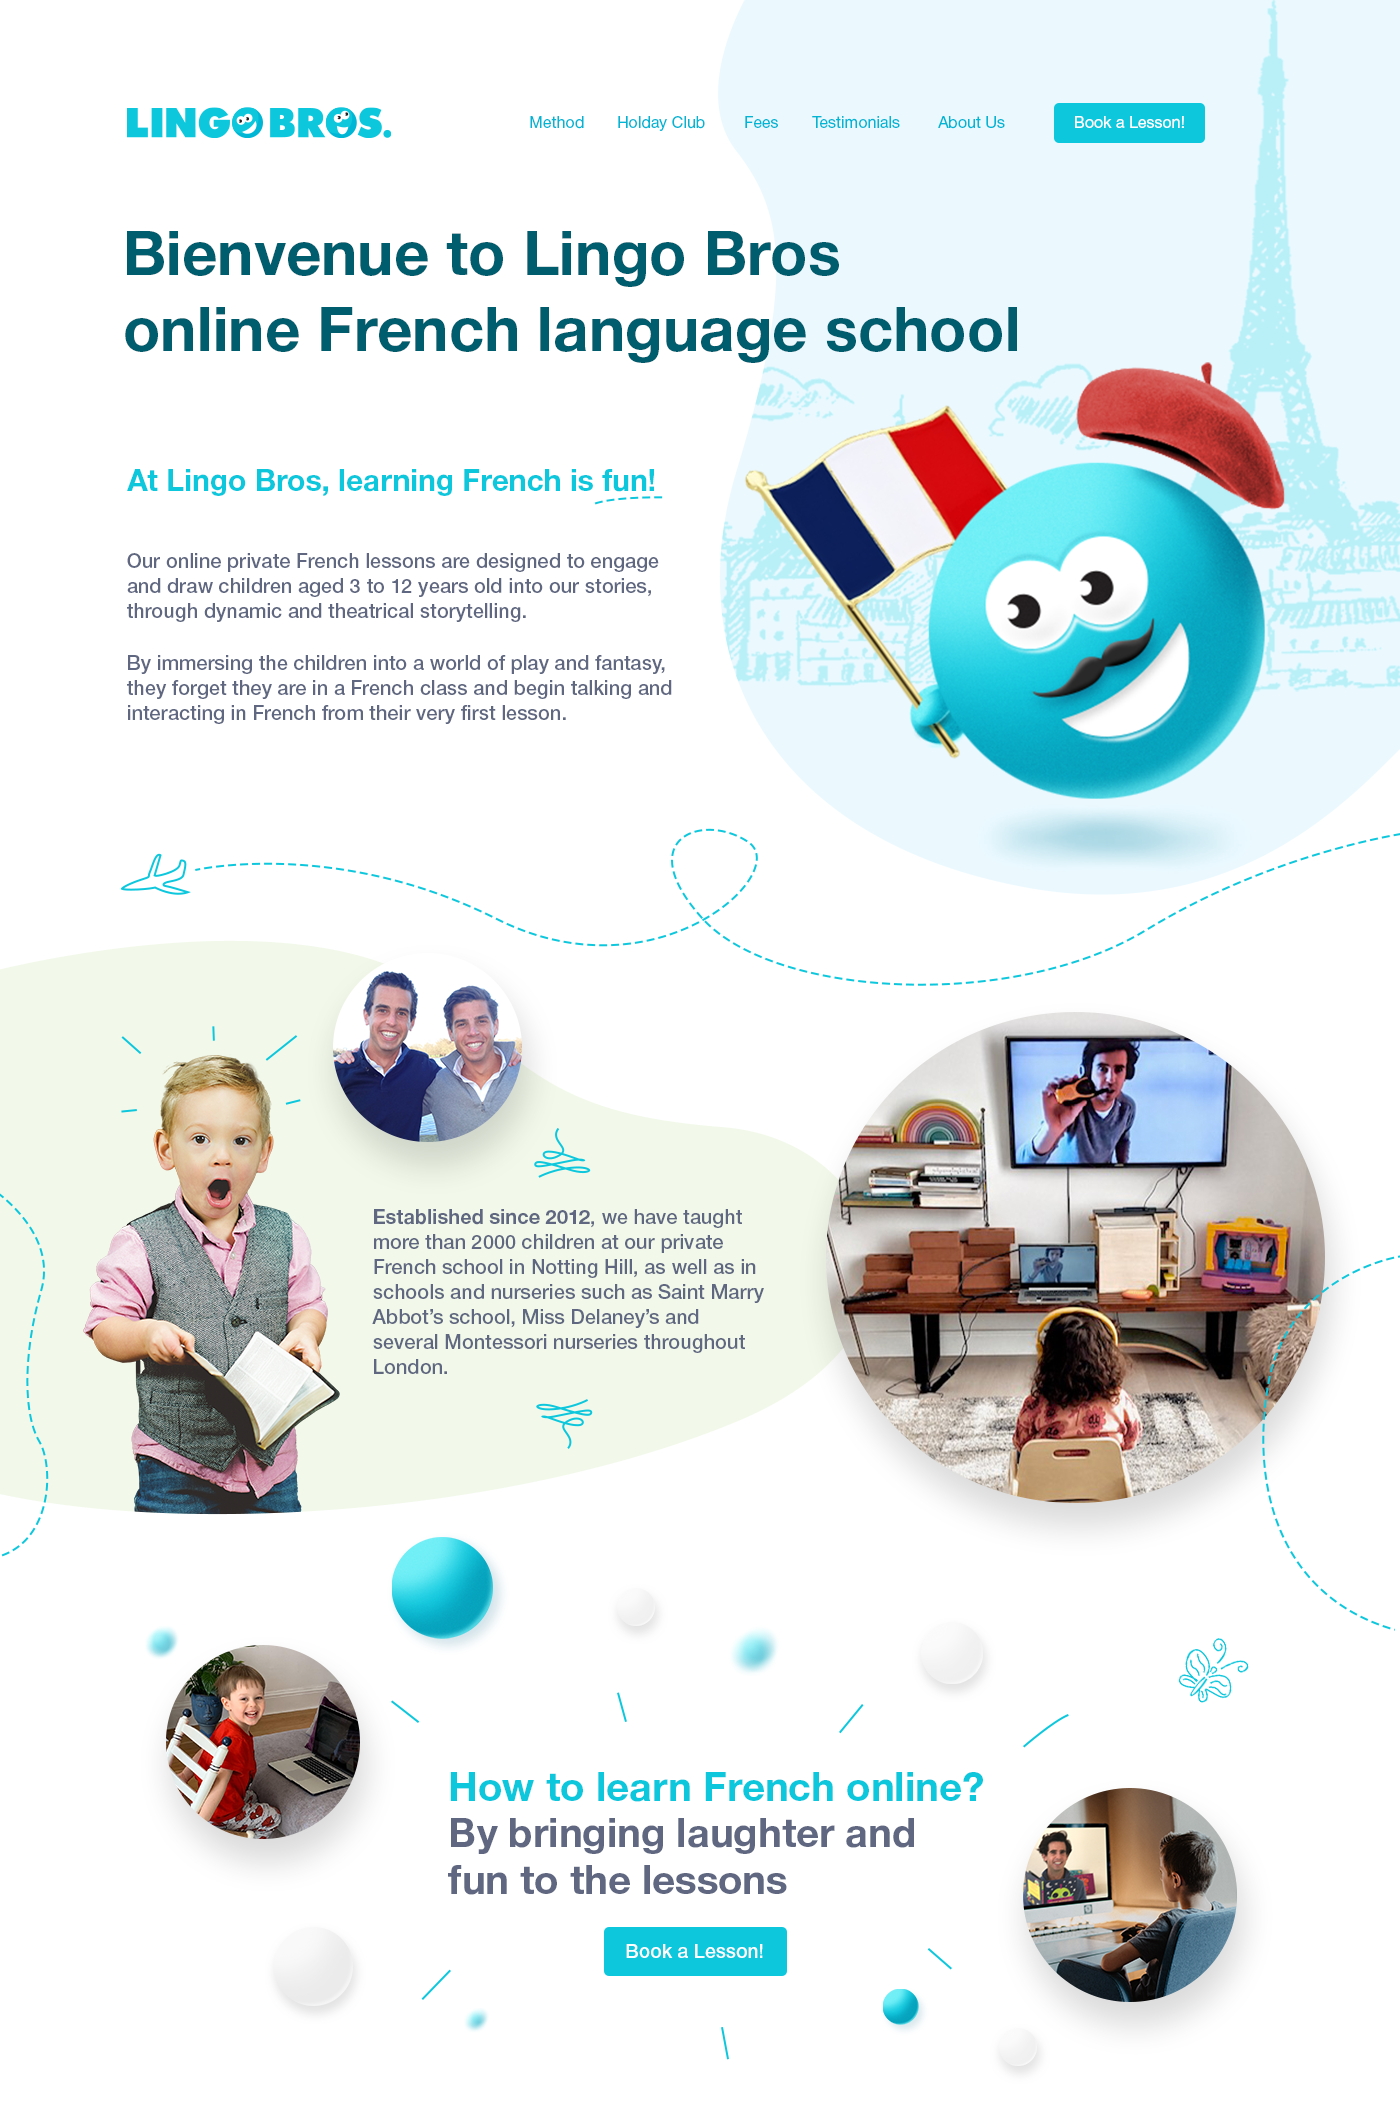 LINGO BROS.
Method Holday Club Fees Testimonials About Us Book a Lesson!
Bienvenue to Lingo Bros
online French language school
At Lingo Bros, learning French is fun!
Our online private French lessons are designed to engage
and draw children aged 3 to 12 years old into our stories,
through dynamic and theatrical storytelling.
By immersing the children into a world of play and fantasy,
they forget they are in a French class and begin talking and
interacting in French from their very first lesson.
Established since 2012, we have taught
more than 2000 children at our private
French school in Notting Hill, as well as in
schools and nurseries such as Saint Marry
Abbot’s school, Miss Delaney’s and
several Montessori nurseries throughout
London.
How to learn French online?
By bringing laughter and
fun to the lessons
Book a Lesson!